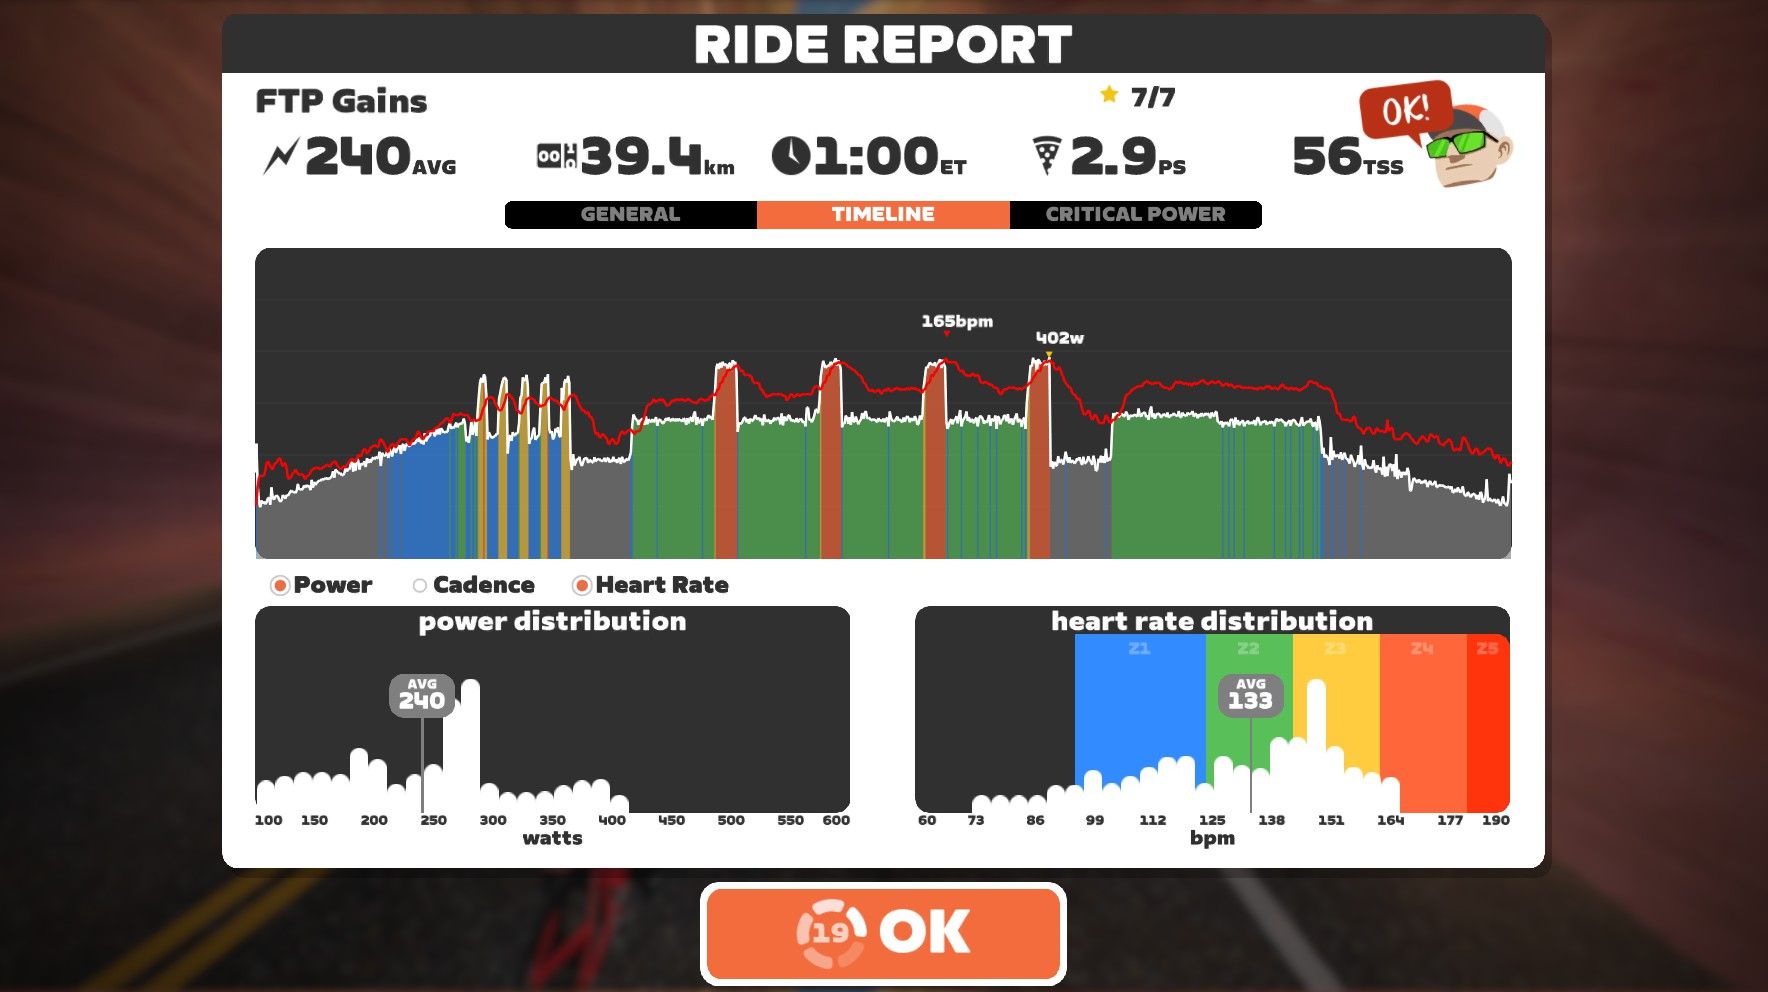 RIDE REPORT
FTP Gains
7/7
OK!
240AVG
39.4km
1:00ET
2.9PS
56TSS
GENERAL
TIMELINE
CRITICAL POWER
165bpm
402w
Power
Cadence
Heart Rate
power distribution
AVG
240
100 150 200 250 300 350 400 450 500 550 600
watts
heart rate distribution
Z1 Z2 Z3 Z4 Z5
AVG
133
60 73 86 99 112 125 138 151 164 177 190
bpm
19 OK